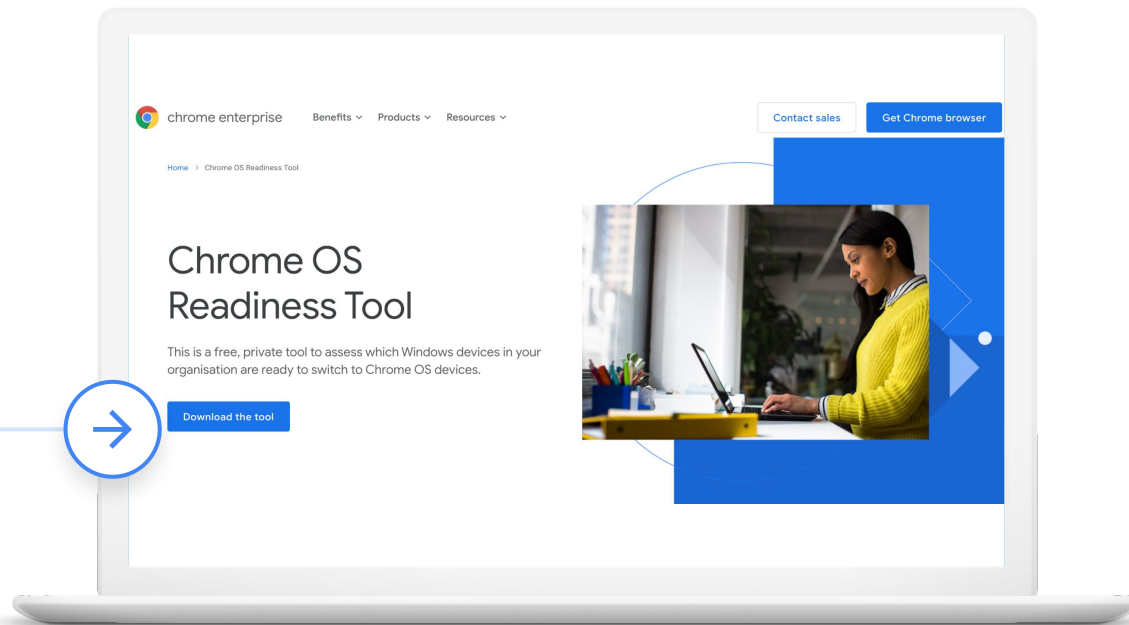 chrome enterprise Benefits Products Resources Contact sales Get Chrome browser
Home > Chrome OS Readiness Tool
Chrome OS
Readiness Tool
This is a free, private tool to assess which Windows devices in your
organisation are ready to switch to Chrome OS devices.
Download the tool